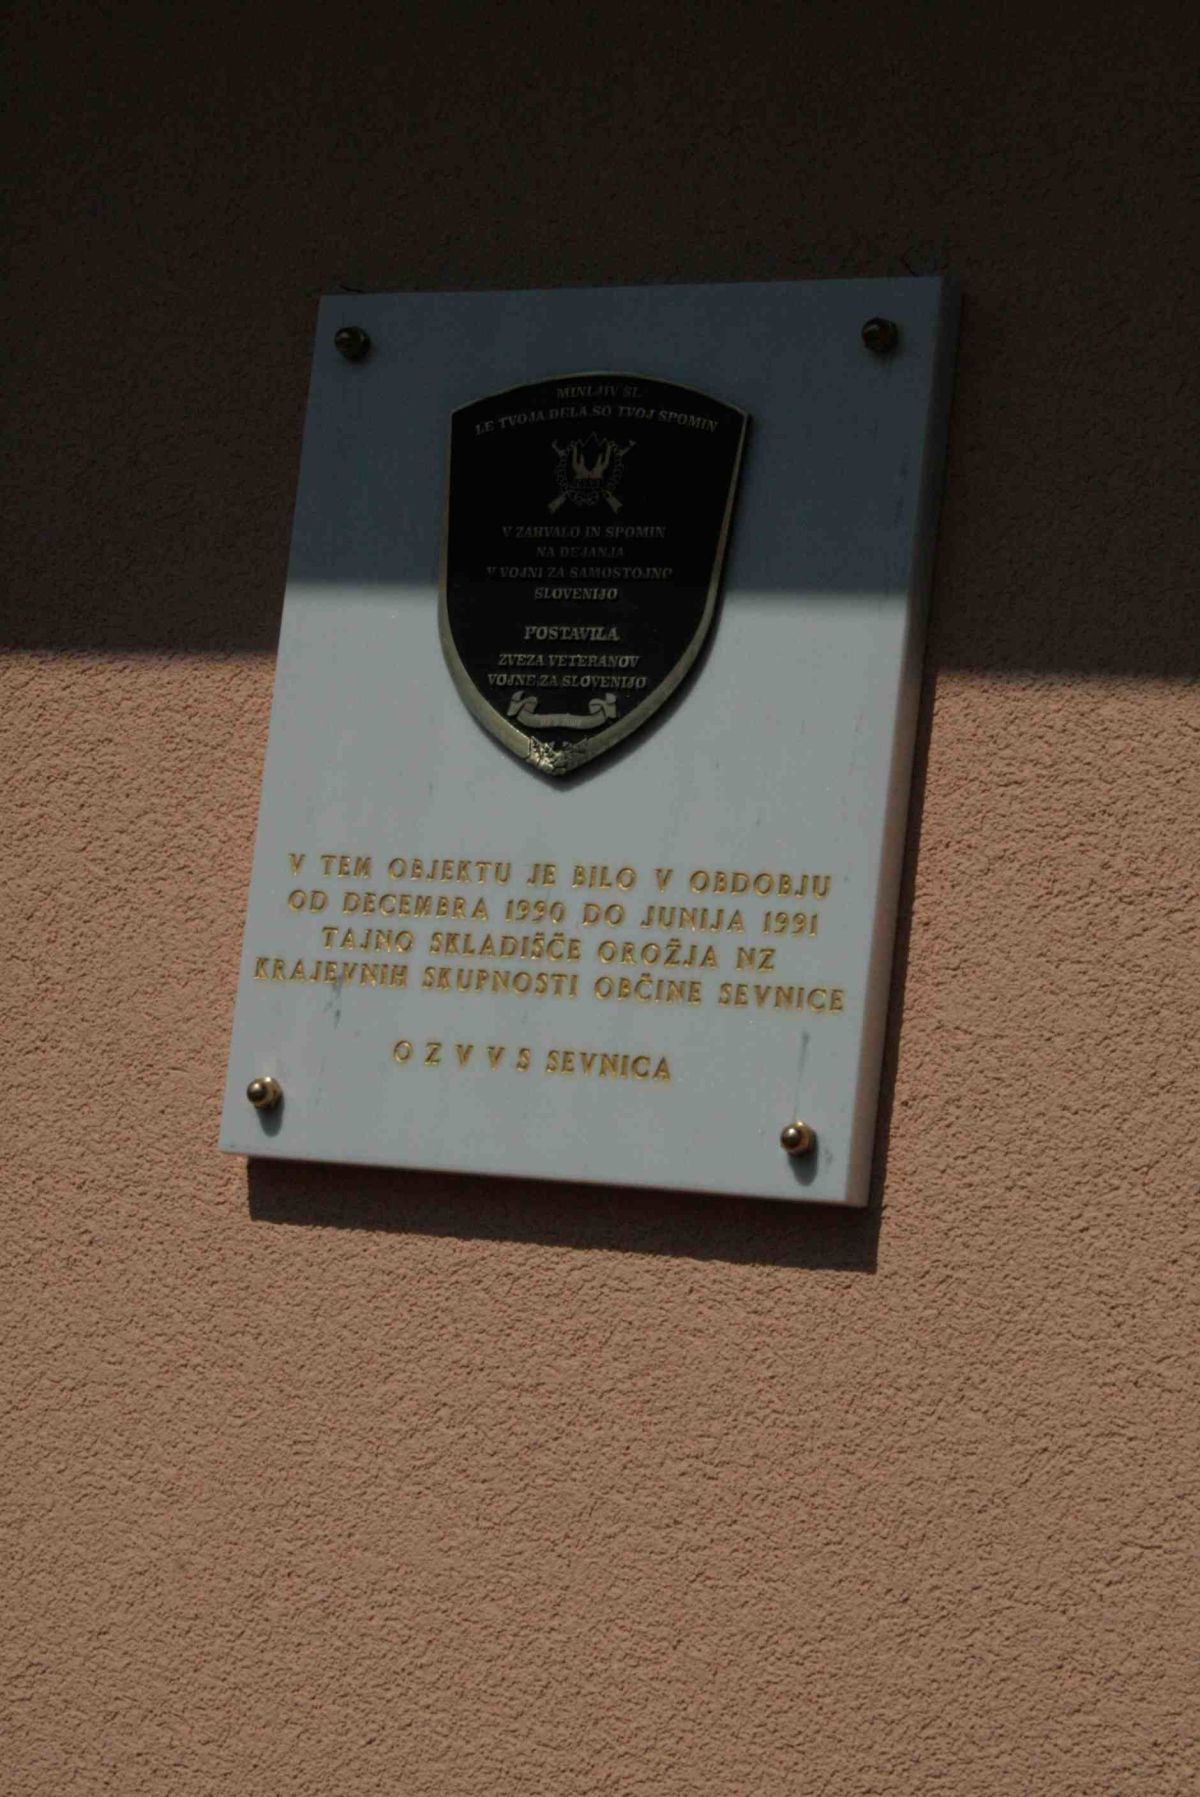 MINLJIV SI,
LE TVOJA DELA SO TVOJ SPOMIN
V ZAHVALO IN SPOMIN
NA DEJANJA
V VOJNI ZA SAMOSTOJNO
SLOVENIJO
POSTAVILA
ZVEZA VETERANOV
VOJNE ZA SLOVENIJO
V TEM OBJEKTU JE BILO V OBDOBJU
OD DECEMBRA 1990 DO JUNIJA 1991
TAJNO SKLADIŠČE OROŽJA NZ
KRAJEVNIH SKUPNOSTI OBČINE SEVNICE
O Z V V S SEVNICA